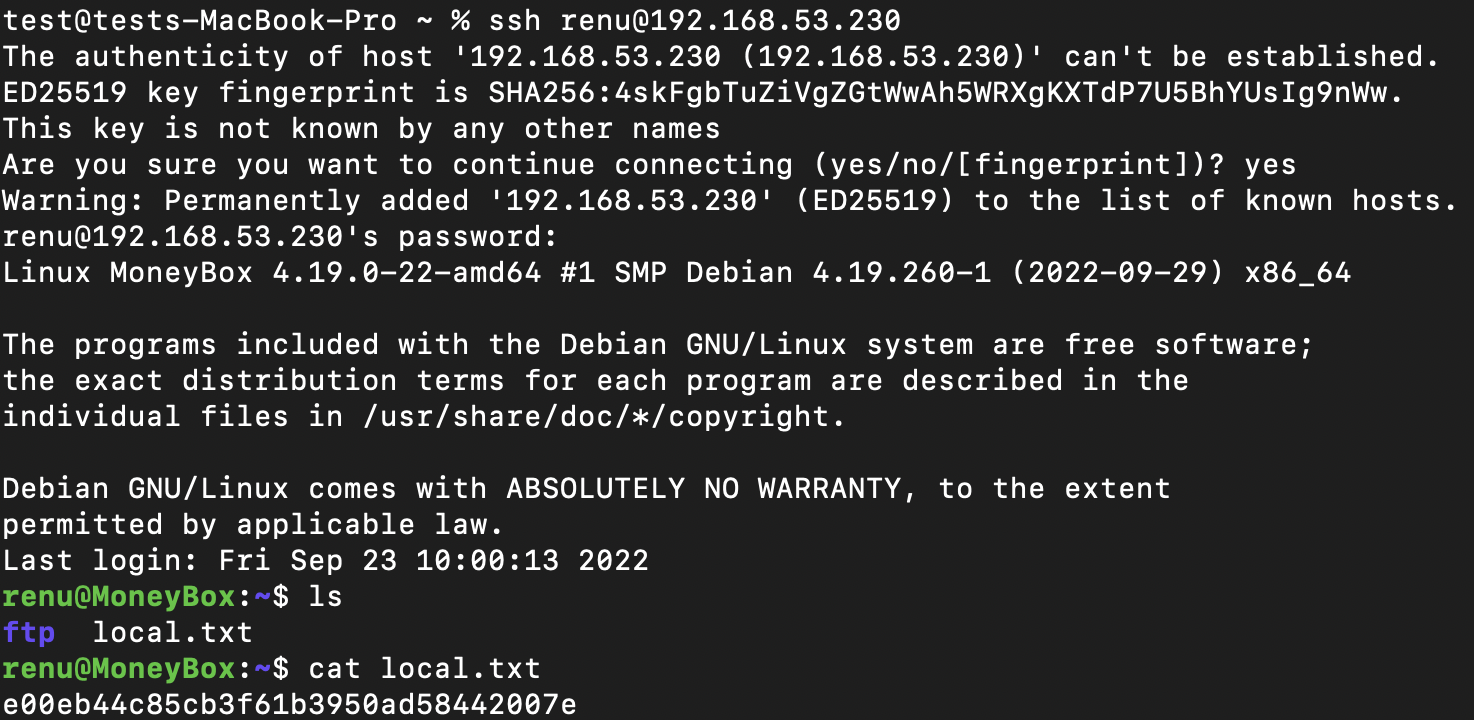 test@tests-MacBook-Pro ~ % ssh renu@192.168.53.230
The authenticity of host '192.168.53.230 (192.168.53.230)' can't be established.
ED25519 key fingerprint is SHA256:4skFgbTuZiVgZGtWwAh5WRXgKXTdP7U5BhYUsIg9nWw.
This key is not known by any other names
Are you sure you want to continue connecting (yes/no/[fingerprint])? yes
Warning: Permanently added '192.168.53.230' (ED25519) to the list of known hosts.
renu@192.168.53.230's password:
Linux MoneyBox 4.19.0-22-amd64 #1 SMP Debian 4.19.260-1 (2022-09-29) x86_64
The programs included with the Debian GNU/Linux system are free software;
the exact distribution terms for each program are described in the
individual files in /usr/share/doc/*/copyright.
Debian GNU/Linux comes with ABSOLUTELY NO WARRANTY, to the extent
permitted by applicable law.
Last login: Fri Sep 23 10:00:13 2022
renu@MoneyBox:~$ ls
ftp  local.txt
renu@MoneyBox:~$ cat local.txt
e00eb44c85cb3f61b3950ad58442007e